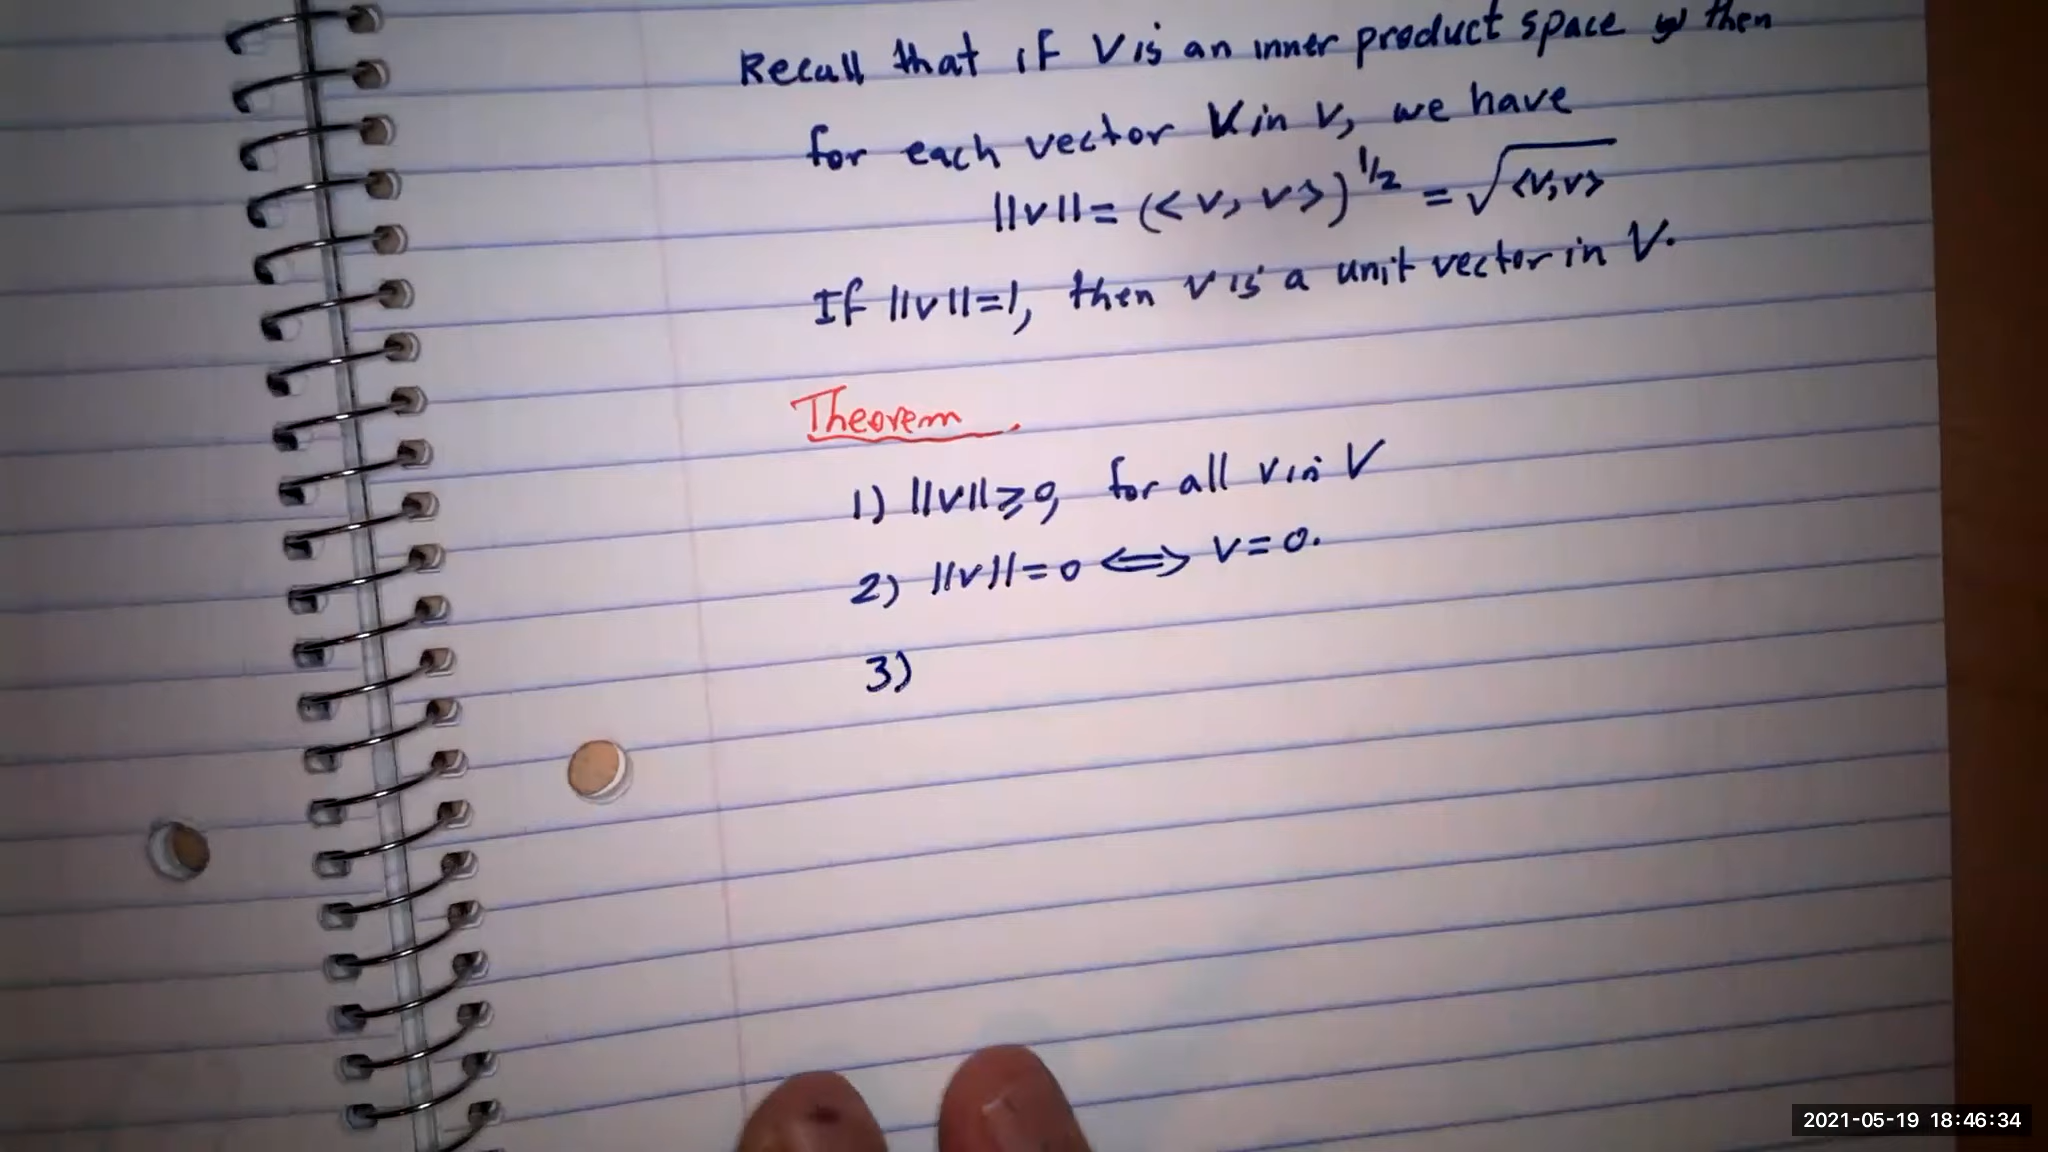 Recall that if V is an inner product space then
for each vector V in V, we have
||v|| = (<v, v>)^1/2 = √<v,v>
If ||v||=1, then v is a unit vector in V.
Theorem
1) ||v||≥0, for all v in V
2) ||v||=0 ⟺ v=0.
3)
2021-05-19 18:46:34